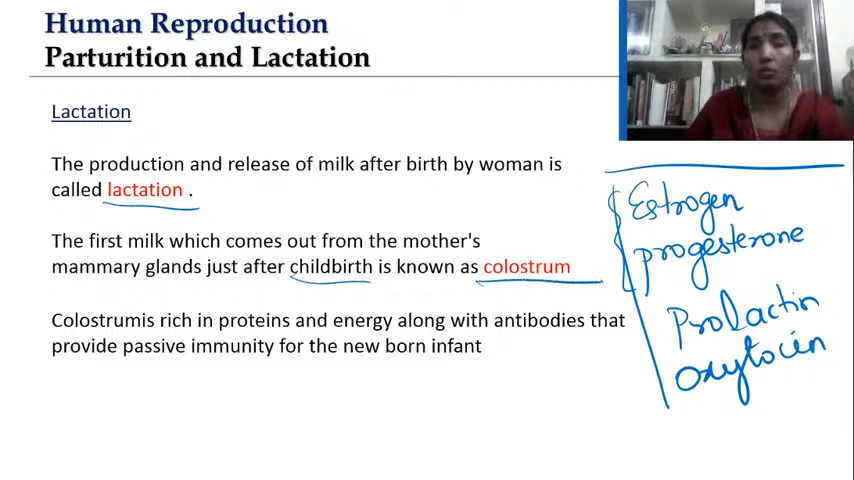 Human Reproduction
Parturition and Lactation
Lactation
The production and release of milk after birth by woman is
called lactation .
The first milk which comes out from the mother's
mammary glands just after childbirth is known as colostrum
Colostrumis rich in proteins and energy along with antibodies that
provide passive immunity for the new born infant
Estrogen
progesterone
Prolactin
oxytocin